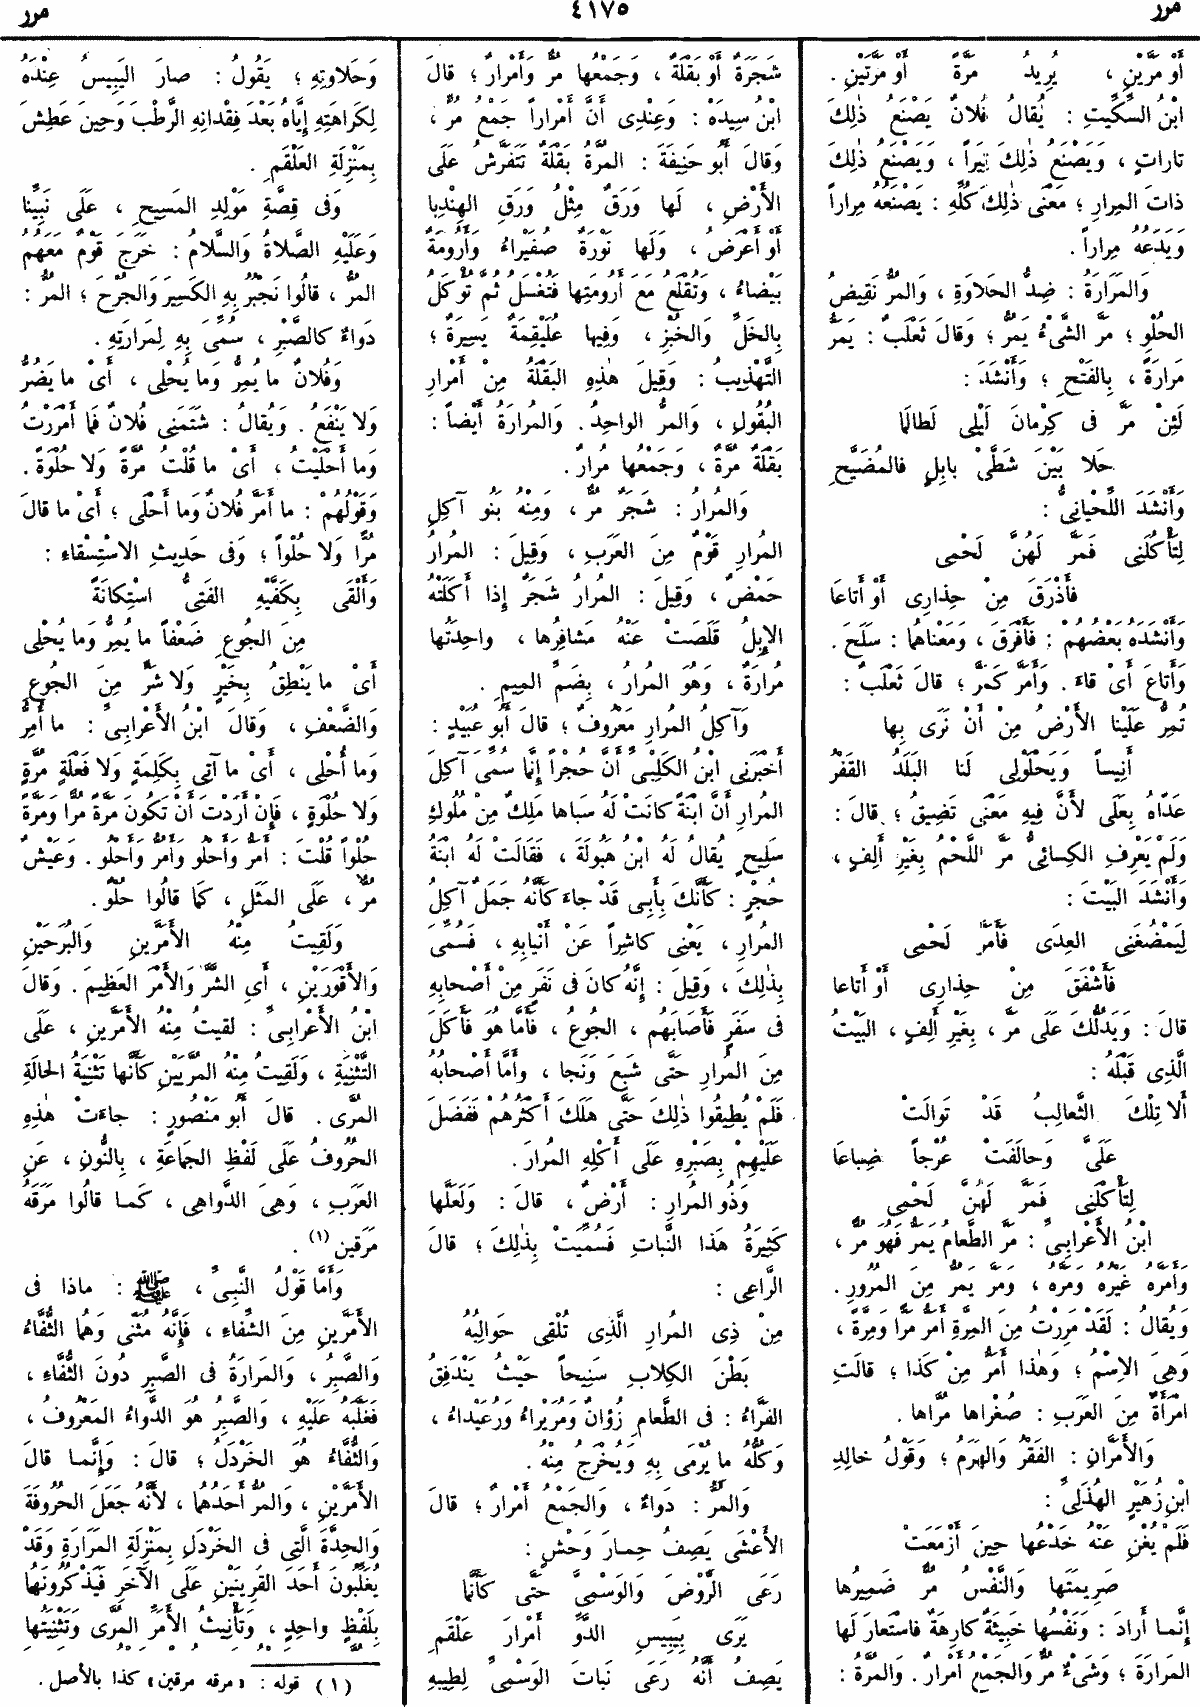 مرر
٤١٧٥
مرر
أَوْ مَرَّيْنِ ، يُرِيدُ مَرَّةً أَوْ مَرَّتَيْنِ .
ابْنُ السِّكِّيتِ : يُقالُ فُلانٌ يَصْنَعُ ذٰلِكَ
تاراتٍ ، وَيَصْنَعُ ذٰلِكَ تِيَراً ، وَيَصْنَعُ ذٰلِكَ
ذاتَ المِرارِ ؛ مَعْنَى ذٰلِكَ كُلِّهِ : يَصْنَعُهُ مِراراً
وَيَدَعُهُ مِراراً .
وَالمَرَارَةُ : ضِدُّ الحَلاوَةِ ، وَالمُرُّ نَقِيضُ
الحُلْوِ ؛ مَرَّ الشَّىْءُ يَمَرُّ ؛ وَقالَ ثَعْلَبٌ : يَمَرُّ
مَرارَةً ، بِالفَتْحِ ؛ وَأَنْشَدَ :
لَئِنْ مَرَّ فى كِرْمانَ لَيْلِى لَطالَمَا
حَلا بَيْنَ شَطَّىْ بابِلٍ فالمُضَيَّحِ
وَأَنْشَدَ اللِّحْيانِىُّ :
لِتَأْكُلَنِى فَمَرَّ لَهُنَّ لَحْمِى
فأَذْرَقَ مِنْ حِذارِى أَوْ أَتَاعَا
وَأَنْشَدَهُ بَعْضُهُمْ : فَأَفْرَقَ ، وَمَعْناهُما : سَلَحَ .
وَأَتَاعَ أَىْ قاءَ . وَأَمَرَّ كَمَرَّ ؛ قالَ ثَعْلَبٌ :
تُمِرُّ عَلَيْنا الأَرْضُ مِنْ أَنْ نَرَى بِها
أَنِيساً وَيَحْلَوْلِى لَنا البَلَدُ القَفْرُ
عَدَّاهُ بِعَلَى لأَنَّ فِيهِ مَعْنَى تَضِيقُ ؛ قالَ :
وَلَمْ يَعْرِفِ الكِسائِىُّ مَرَّ اللَّحْمُ بِغَيْرِ أَلِفٍ ،
وَأَنْشَدَ البَيْتَ :
لِيَمْضُغَنِى العِدَى فَأَمَرَّ لَحْمِى
فَأَشْفَقَ مِنْ حِذارِى أَوْ أَتاعا
قالَ : وَيَدُلُّكَ عَلَى مَرَّ ، بِغَيْرِ أَلِفٍ ، البَيْتُ
الَّذِى قَبْلَهُ :
أَلا تِلْكَ الثَّعالِبُ قَدْ تَوالَتْ
عَلَىَّ وَحالَفَتْ عُرْجاً ضِباعَا
لِتَأْكُلَنِى فَمَرَّ لَهُنَّ لَحْمِى
ابْنُ الأَعْرابِىِّ : مَرَّ الطَّعامُ يَمَرُّ فَهُوَ مُرٌّ ،
وَأَمَرَّهُ غَيْرُهُ وَمَرَّهُ ، وَمَرَّ يَمُرُّ مِنَ المُرُورِ .
وَيُقالُ : لَقَدْ مَرِرْتُ مِنَ المِرَّةِ أَمَرُّ مَرًّا وَمِرَّةً ،
وَهِىَ الاِسْمُ ؛ وَهٰذا أَمَرُّ مِنْ كَذا ؛ قالَتِ
امْرَأَةٌ مِنَ العَرَبِ : صُغْراها مُرَّاها .
وَالأَمَرَّانِ : الفَقْرُ وَالهَرَمُ ؛ وَقَوْلُ خالِدِ
ابْنِ زُهَيْرٍ الهُذَلِىِّ :
فَلَمْ يُغْنِ عَنْهُ خَدْعُها حِينَ أَزْمَعَتْ
صَرِيمَتَها وَالنَّفْسُ مُرٌّ ضَمِيرُها
إِنَّما أَرادَ : وَنَفْسُها خَبِيثَةٌ كارِهَةٌ فاسْتَعارَ لَها
المَرارَةَ ؛ وَشَىْءٌ مُرٌّ وَالجَمْعُ أَمْرارٌ . وَالمُرَّةُ :
شَجَرَةٌ أَوْ بَقْلَةٌ ، وَجَمْعُها مُرٌّ وَأَمْرارٌ ؛ قالَ
ابْنُ سِيدَهْ : وَعِنْدِى أَنَّ أَمْراراً جَمْعُ مُرٍّ ،
وَقالَ أَبُو حَنِيفَةَ : المُرَّةُ بَقْلَةٌ تَتَفَرَّشُ عَلَى
الأَرْضِ ، لَها وَرَقٌ مِثْلُ وَرَقِ الهِنْدِبا
أَوْ أَعْرَضُ ، وَلَها نَوْرَةٌ صُفَيْراءُ وَأَرُومَةٌ
بَيْضاءُ ، وَتُقْلَعُ مَعَ أَرُومَتِها فَتُغْسَلُ ثُمَّ تُؤْكَلُ
بِالخَلِّ وَالخُبْزِ ، وَفِيها عُلَيْقِمَةٌ يَسِيرَةٌ ؛
التَّهْذِيبُ : وَقِيلَ هٰذِهِ البَقْلَةُ مِنْ أَمْرارِ
البُقُولِ ، وَالمرُّ الواحِدُ . وَالمُرارَةُ أَيْضاً :
بَقْلَةٌ مُرَّةٌ ، وَجَمْعُها مُرارٌ .
وَالمُرارُ : شَجَرٌ مُرٌّ ، وَمِنْهُ بَنُو آكِلِ
المُرارِ قَوْمٌ مِنَ العَرَبِ ، وَقِيلَ : المُرارُ
حَمْضٌ ، وَقِيلَ : المُرارُ شَجَرٌ إِذا أَكَلَتْهُ
الإِبِلُ قَلَصَتْ عَنْهُ مَشافِرُها ، واحِدَتُها
مُرارَةٌ ، وَهُوَ المُرارُ ، بِضَمِّ المِيمِ .
وَآكِلُ المُرارِ مَعْرُوفٌ ؛ قالَ أَبُو عُبَيْدٍ :
أَخْبَرَنِى ابْنُ الكَلْبِىِّ أَنَّ حُجْراً إِنَّما سُمِّىَ آكِلَ
المُرارِ أَنَّ ابْنَةً كانَتْ لَهُ سَباها مَلِكٌ مِنْ مُلُوكِ
سَلِيحٍ يُقالُ لَهُ ابْنُ هَبُولَةَ ، فَقالَتْ لَهُ ابْنَةُ
حُجْرٍ : كَأَنَّكَ بِأَبِى قَدْ جاءَ كَأَنَّهُ جَمَلٌ آكِلُ
المُرارِ ، يَعْنِى كاشِراً عَنْ أَنْيابِهِ ، فَسُمِّىَ
بِذٰلِكَ ، وَقِيلَ : إِنَّهُ كانَ فى نَفَرٍ مِنْ أَصْحابِهِ
فى سَفَرٍ فَأَصَابَهُم ، الجُوعُ ، فَأَمَّا هُوَ فَأَكَلَ
مِنَ المُرارِ حَتَّى شَبِعَ وَنَجا ، وَأَمَّا أَصْحابُهُ
فَلَمْ يُطِيقُوا ذٰلِكَ حَتَّى هَلَكَ أَكْثَرُهُمْ فَفَضَلَ
عَلَيْهِمْ بِصَبْرِهِ عَلَى أَكْلِهِ المُرارَ .
وَذُو المُرارِ : أَرْضٌ ، قالَ : وَلَعَلَّها
كَثِيرَةُ هَذا النَّباتِ فَسُمِّيَتْ بِذٰلِكَ ؛ قالَ
الرَّاعِى :
مِنْ ذِى المُرارِ الَّذِى تُلْقِى حَوالِبُهُ
بَطْنَ الكِلابِ سَنِيحاً حَيْثُ يَنْدَفِقُ
الفَرَّاءُ : فى الطَّعامِ زُؤانٌ وَمُرَيْراءُ وَرُعَيْداءُ ،
وَكُلُّهُ ما يُرْمَى بِهِ وَيُخْرَجُ مِنْهُ .
وَالمُرُّ : دَواءٌ ، وَالجَمْعُ أَمْرارٌ ؛ قالَ
الأَعْشَى يَصِفُ حِمارَ وَحْشٍ :
رَعَى الرَّوْضَ وَالوَسْمِىَّ حَتَّى كَأَنَّما
يَرَى بِيَبِيسِ الدَّوِّ أَمْرارَ عَلْقَمِ
يَصِفُ أَنَّهُ رَعَى نَباتَ الوَسْمِىِّ لِطِيبِهِ
وَحَلاوَتِهِ ؛ يَقُولُ : صارَ اليَبِيسُ عِنْدَهُ
لِكَراهَتِهِ إِيَّاهُ بَعْدَ فِقْدانِهِ الرَّطْبَ وَحِينَ عَطِشَ
بِمَنْزِلَةِ العَلْقَمِ .
وَفى قِصَّةِ مَوْلِدِ المَسِيحِ ، عَلَى نَبِيِّنا
وَعَلَيْهِ الصَّلاةُ وَالسَّلامُ : خَرَجَ قَوْمٌ مَعَهُمُ
المُرُّ ، قالُوا نَجْبُرُ بِهِ الكَسِيرَ وَالجُرْحَ ؛ المُرُّ :
دَواءٌ كالصَّبْرِ ، سُمِّىَ بِهِ لِمَرارَتِهِ .
وَفُلانٌ ما يُمِرُّ وَما يُحْلِى ، أَىْ ما يَضُرُّ
وَلا يَنْفَعُ . وَيُقالُ : شَتَمَنِى فُلانٌ فَما أَمْرَرْتُ
وَما أَحْلَيْتُ ، أَىْ ما قُلْتُ مُرَّةً وَلا حُلْوَةً .
وَقَوْلُهُمْ : ما أَمَرَّ فُلانٌ وَما أَحْلَى ؛ أَىْ ما قالَ
مُرًّا وَلا حُلْواً ؛ وَفى حَدِيثِ الاسْتِسْقاءِ :
وَأَلْقَى بِكَفَّيْهِ الفَتِىُّ اسْتِكانَةً
مِنَ الجُوعِ ضَعْفاً ما يُمِرُّ وَما يُحْلِى
أَىْ ما يَنْطِقُ بِخَيْرٍ وَلا شَرٍّ مِنَ الجُوعِ
وَالضَّعْفِ ، وَقالَ ابْنُ الأَعْرابِىِّ : ما أُمِرُّ
وَما أُحْلِى ، أَىْ ما آتِى بِكَلِمَةٍ وَلا فَعْلَةٍ مُرَّةٍ
وَلا حُلْوَةٍ ، فَإِنْ أَرَدْتَ أَنْ تَكُونَ مَرَّةً مُرًّا وَمَرَّةً
حُلْواً قُلْتَ : أَمَرُّ وَأَحْلُو وَأَمُرُّ وَأَحْلُو . وَعَيْشٌ
مُرٌّ ، عَلَى المَثَلِ ، كَما قالُوا حُلْوٌ .
وَلَقِيتُ مِنْهُ الأَمَرَّينِ وَالبُرَحَيْنِ
وَالأَقْوَرَيْنِ ، أَىِ الشَّرَّ وَالأَمْرَ العَظِيمَ . وَقالَ
ابْنُ الأَعْرابِىِّ : لَقِيتُ مِنْهُ الأَمَرَّينِ ، عَلَى
التَّثْنِيَةِ ، وَلَقِيتُ مِنْهُ المُرَّيَيْنِ كَأَنَّها تَثْنِيَةُ الحالَةِ
المُرَّى . قالَ أَبُو مَنْصُورٍ : جاءَتْ هٰذِهِ
الحُرُوفُ عَلَى لَفْظِ الجَماعَةِ ، بِالنُّونِ ، عَنِ
العَرَبِ ، وَهِىَ الدَّواهِى ، كَما قالُوا مَرَقَهُ
مَرَقين (١) .
وَأَمَّا قَوْلُ النَّبِىِّ ، ﷺ : ماذا فى
الأَمَرَّينِ مِنَ الشِّفَاءِ ، فَإِنَّهُ مُثَنًّى وَهُما الثُّفَّاءُ
وَالصَّبِرُ ، وَالمَرارَةُ فى الصَّبِرِ دُونَ الثُّفَّاءِ ،
فَغَلَّبَهُ عَلَيْهِ ، وَالصَّبِرُ هُوَ الدَّواءُ المَعْرُوفُ ،
وَالثُّفَّاءُ هُوَ الخَرْدَلُ ؛ قالَ : وَإِنَّما قالَ
الأَمَرَّيْنِ ، وَالمُرُّ أَحَدُهُما ، لأَنَّهُ جَعَلَ الحُرُوفَةَ
وَالحِدَّةَ الَّتِى فى الخَرْدَلِ بِمَنْزِلَةِ المَرَارَةِ وَقَدْ
يُغَلِّبُونَ أَحَدَ القَرِينَيْنِ عَلَى الآخَرِ فَيَذْكُرُونَها
بِلَفْظٍ واحِدٍ ، وَتَأْنِيثُ الأَمَرِّ المُرَّى وَتَثْنِيَتُها
(١) قوله : «مرقه مرقين» كذا بالأصل .